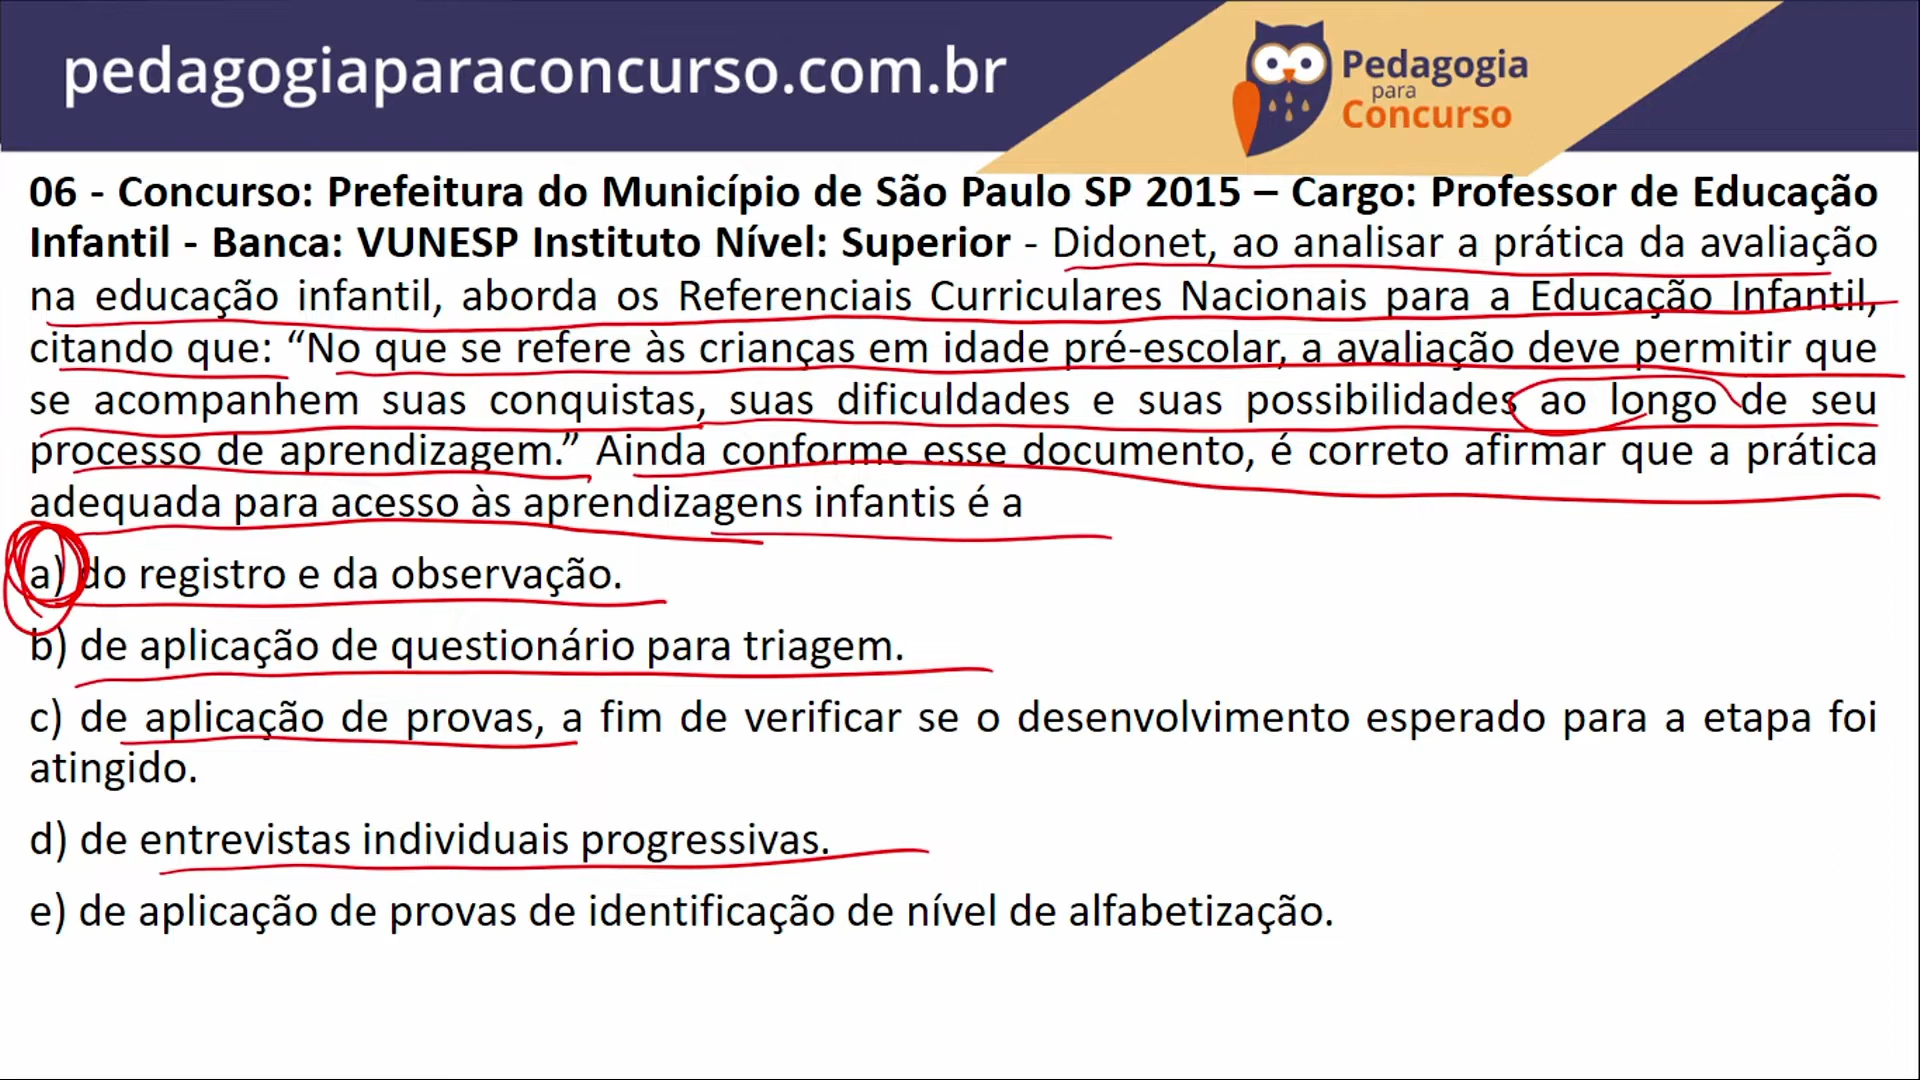 pedagogiaparaconcurso.com.br
Pedagogia
para
Concurso
06 - Concurso: Prefeitura do Município de São Paulo SP 2015 – Cargo: Professor de Educação
Infantil - Banca: VUNESP Instituto Nível: Superior - Didonet, ao analisar a prática da avaliação
na educação infantil, aborda os Referenciais Curriculares Nacionais para a Educação Infantil,
citando que: “No que se refere às crianças em idade pré-escolar, a avaliação deve permitir que
se acompanhem suas conquistas, suas dificuldades e suas possibilidades ao longo de seu
processo de aprendizagem.” Ainda conforme esse documento, é correto afirmar que a prática
adequada para acesso às aprendizagens infantis é a
a) do registro e da observação.
b) de aplicação de questionário para triagem.
c) de aplicação de provas, a fim de verificar se o desenvolvimento esperado para a etapa foi
atingido.
d) de entrevistas individuais progressivas.
e) de aplicação de provas de identificação de nível de alfabetização.